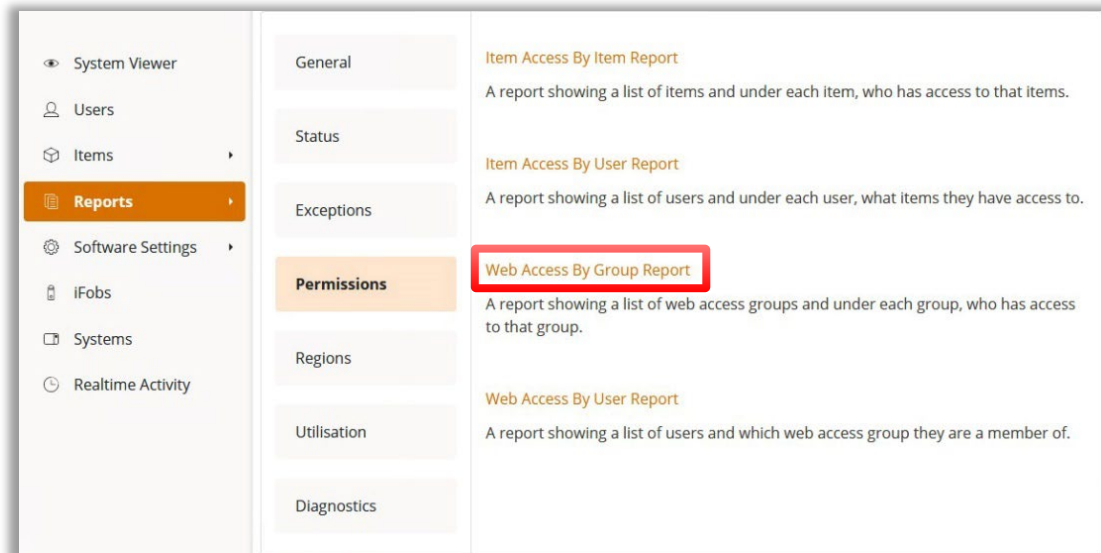 System Viewer
Users
Items
Reports
Software Settings
iFobs
Systems
Realtime Activity
General
Status
Exceptions
Permissions
Regions
Utilisation
Diagnostics
Item Access By Item Report
A report showing a list of items and under each item, who has access to that items.
Item Access By User Report
A report showing a list of users and under each user, what items they have access to.
Web Access By Group Report
A report showing a list of web access groups and under each group, who has access
to that group.
Web Access By User Report
A report showing a list of users and which web access group they are a member of.